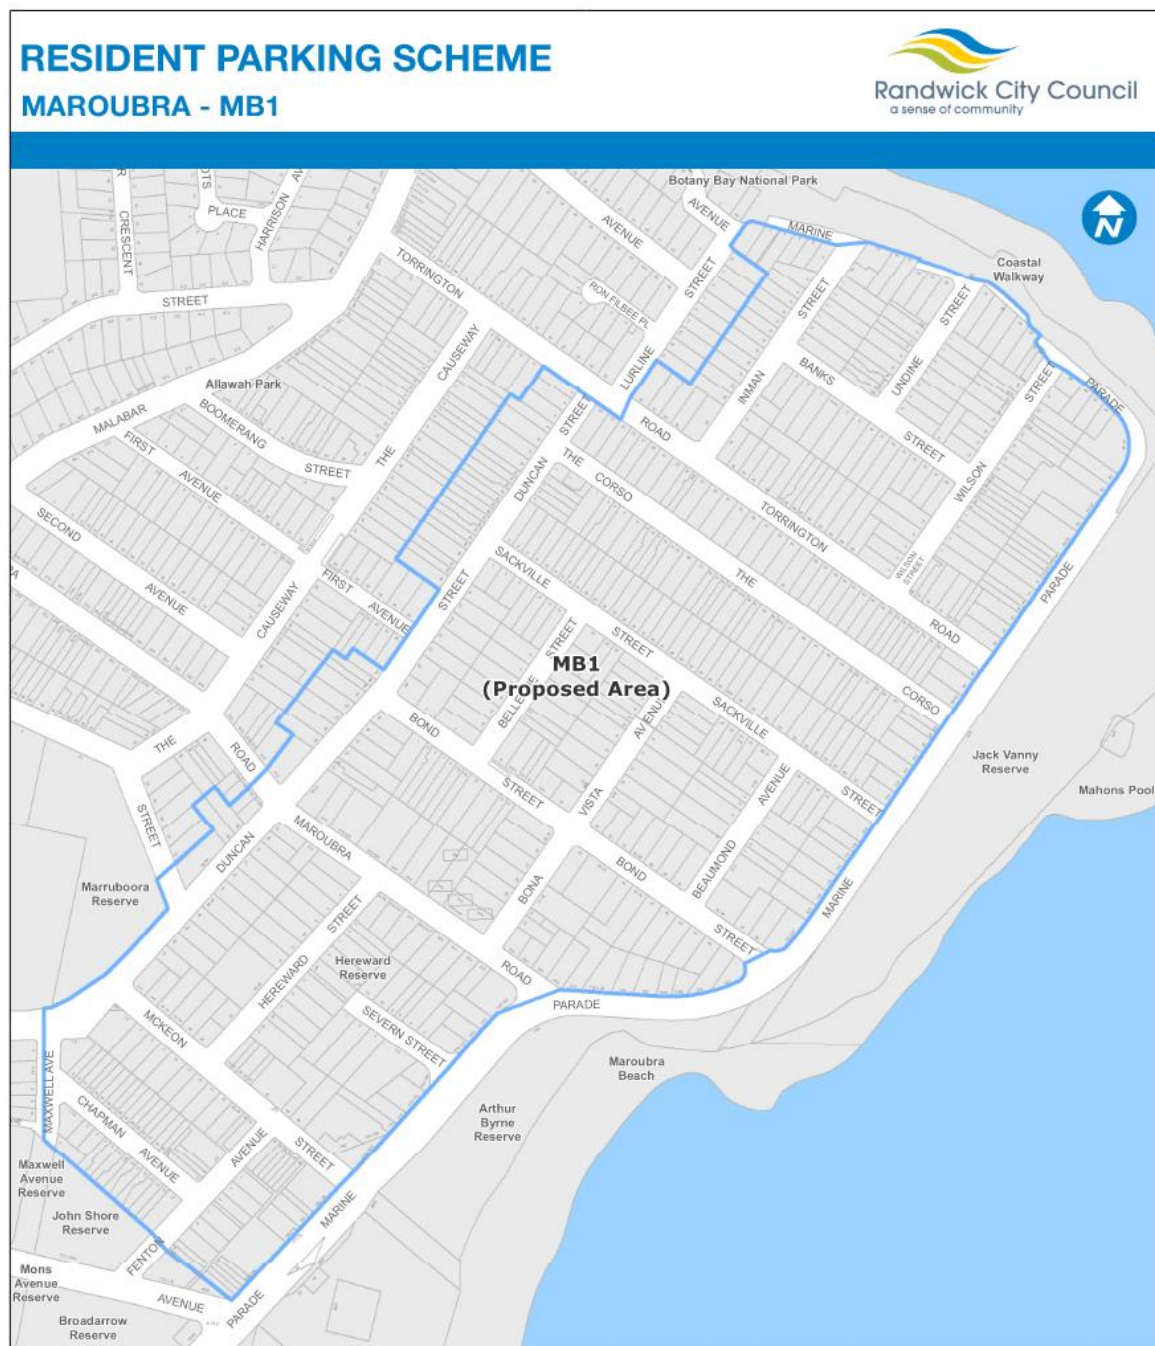 RESIDENT PARKING SCHEME
MAROUBRA - MB1
Randwick City Council
a sense of community
Botany Bay National Park
CRESCENT
PLACE
HARRISON
AVENUE
AVENUE
MARINE
Coastal
Walkway
TORRINGTON
STREET
STREET
RON FILBEE PL
STREET
STREET
CAUSEWAY
LURLINE
BANKS
UNDINE
STREET
PARADE
Allawah Park
INMAN
MALABAR
BOOMERANG
STREET
THE
STREET
ROAD
STREET
FIRST
AVENUE
THE
CORSO
DUNCAN
WILSON
SECOND
AVENUE
SACKVILLE
TORRINGTON
WILSON
STREET
THE
FIRST
AVENUE
STREET
PARADE
CAUSEWAY
STREET
STREET
ROAD
MB1
(Proposed Area)
BELLEVUE
CORSO
BOND
AVENUE
SACKVILLE
THE
ROAD
STREET
AVENUE
STREET
Jack Vanny
Reserve
Mahons Pool
VISTA
STREET
DUNCAN
MAROUBRA
BOND
BEAUMOND
MARINE
Marruboora
Reserve
BONA
STREET
STREET
Hereward
Reserve
HEREWARD
ROAD
PARADE
MCKEON
SEVERN STREET
MAXWELL AVE
Maroubra
Beach
CHAPMAN
AVENUE
AVENUE
STREET
Arthur
Byrne
Reserve
Maxwell
Avenue
Reserve
John Shore
Reserve
MARINE
FENTON
Mons
Avenue
Reserve
AVENUE
PARADE
Broadarrow
Reserve